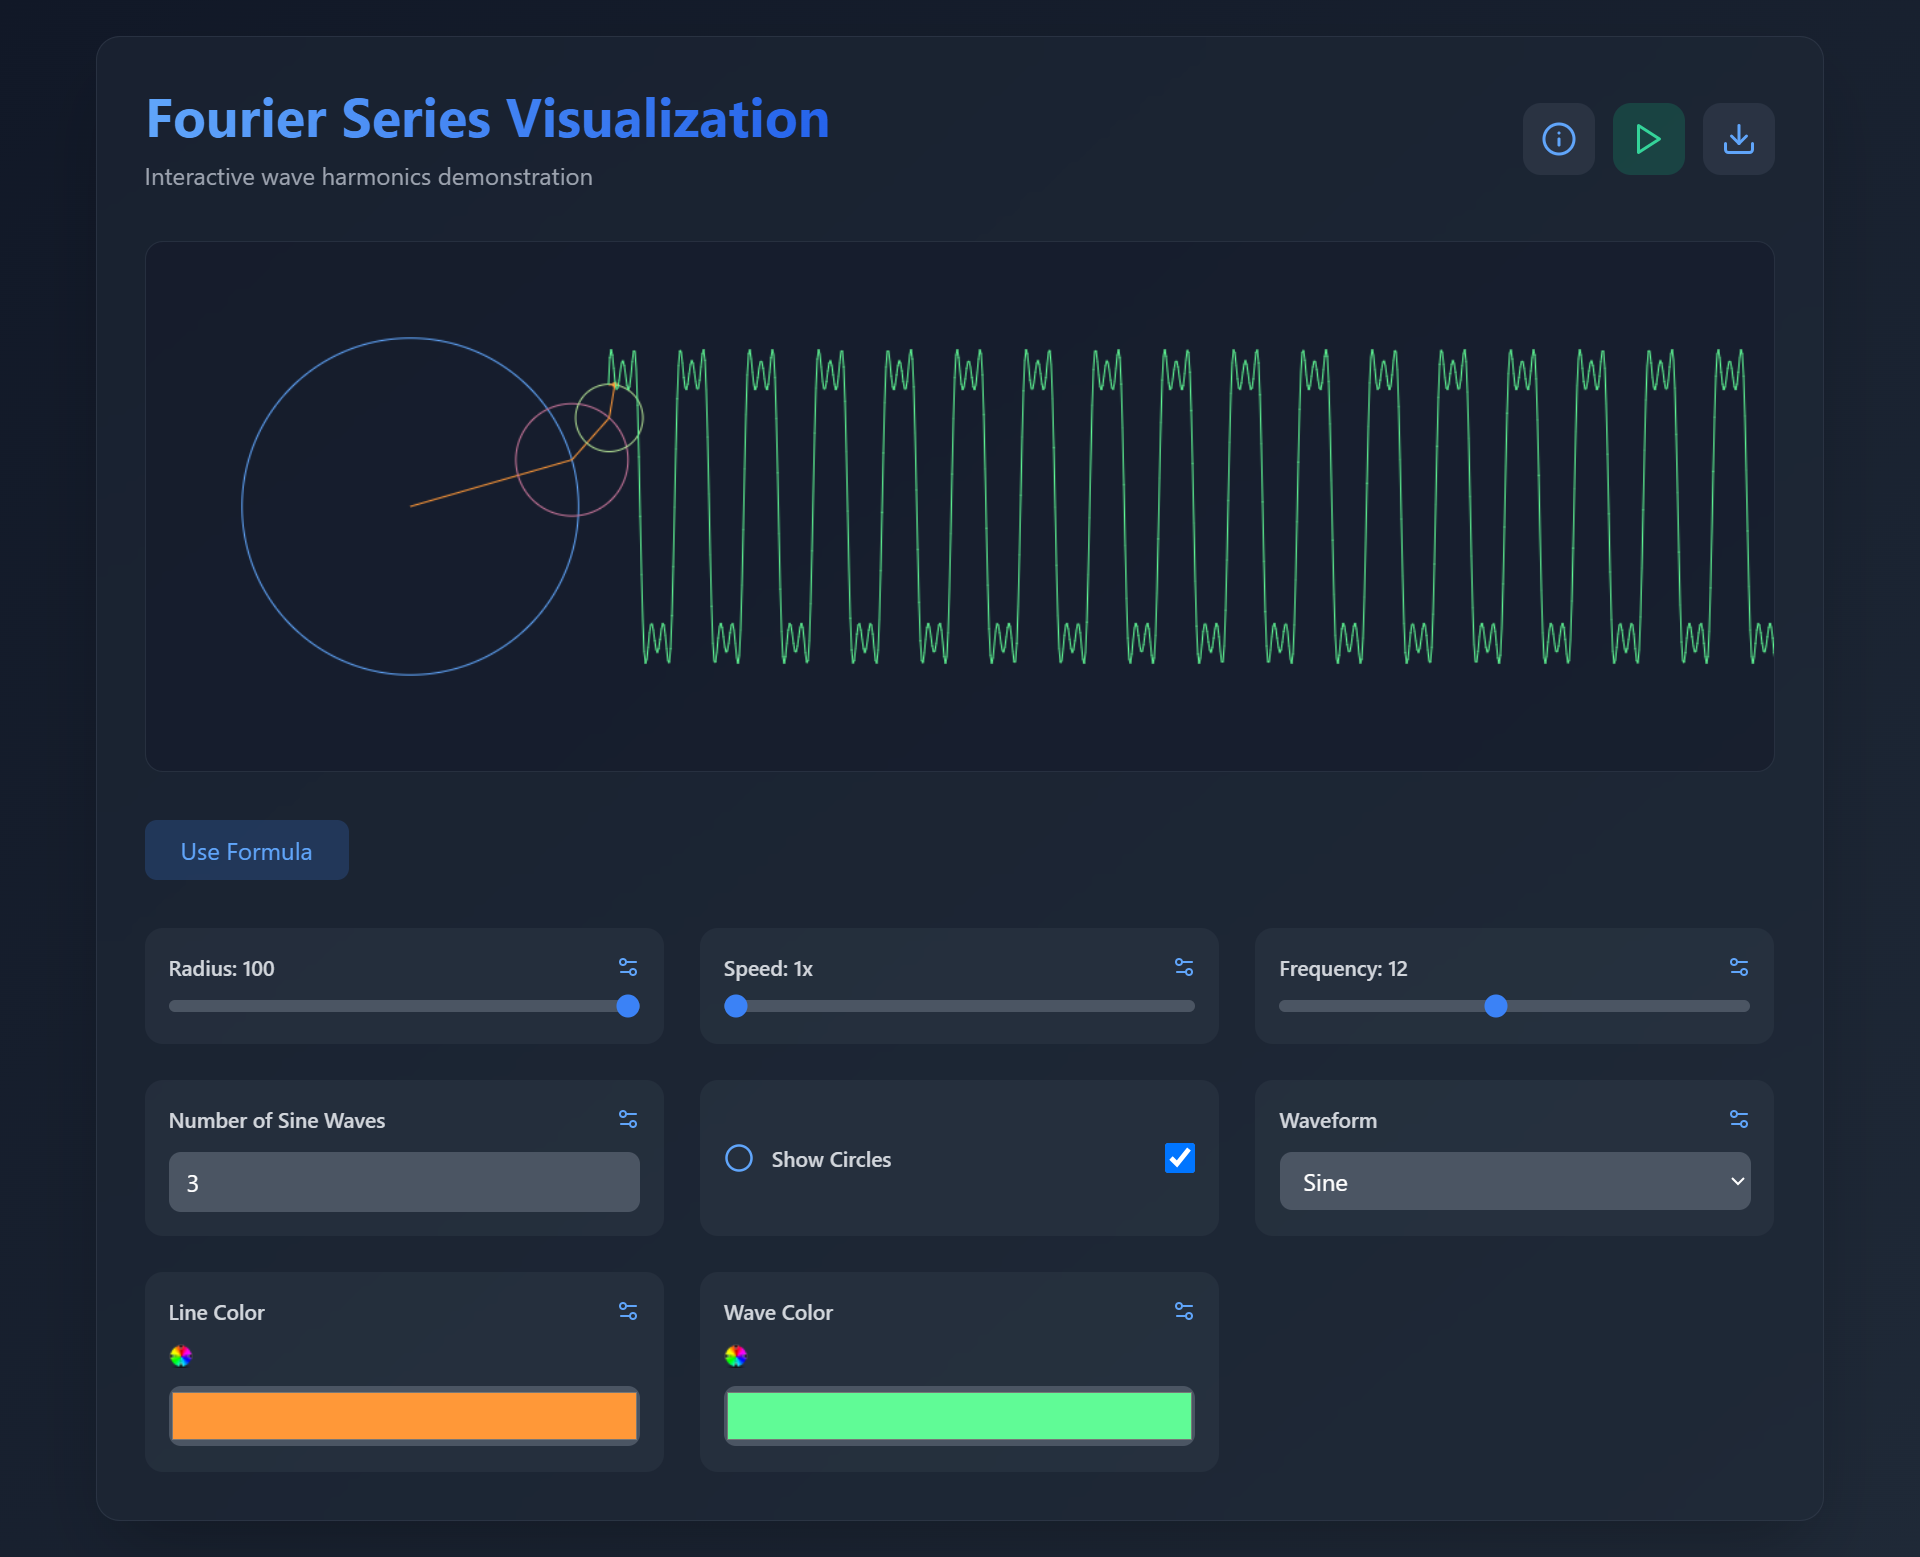 Fourier Series Visualization
Interactive wave harmonics demonstration
Use Formula
Radius: 100
Speed: 1x
Frequency: 12
Number of Sine Waves
3
Show Circles
Waveform
Sine
Line Color
Wave Color